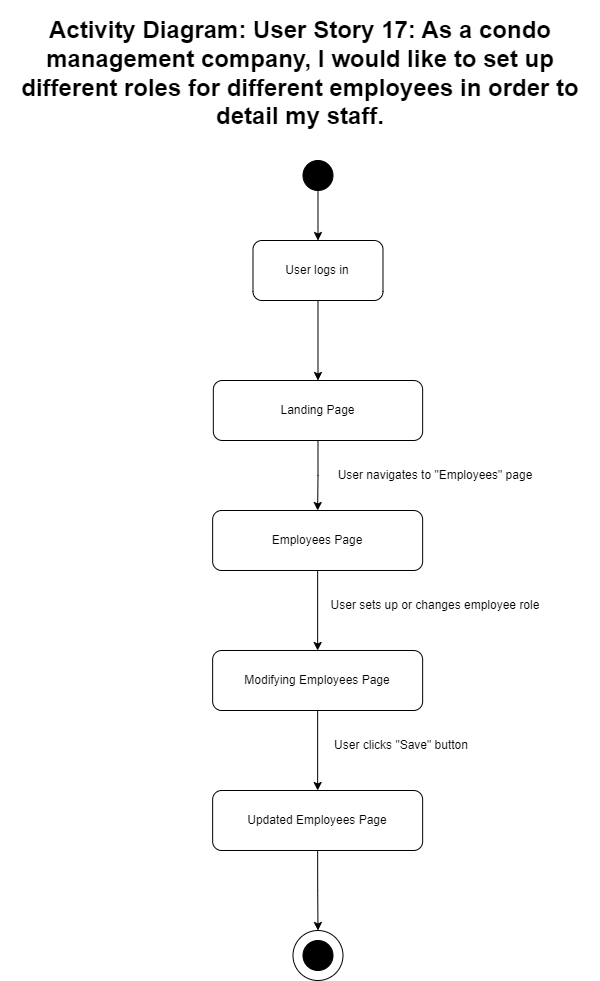 Activity Diagram: User Story 17: As a condo
management company, I would like to set up
different roles for different employees in order to
detail my staff.
User logs in
Landing Page
User navigates to "Employees" page
Employees Page
User sets up or changes employee role
Modifying Employees Page
User clicks "Save" button
Updated Employees Page